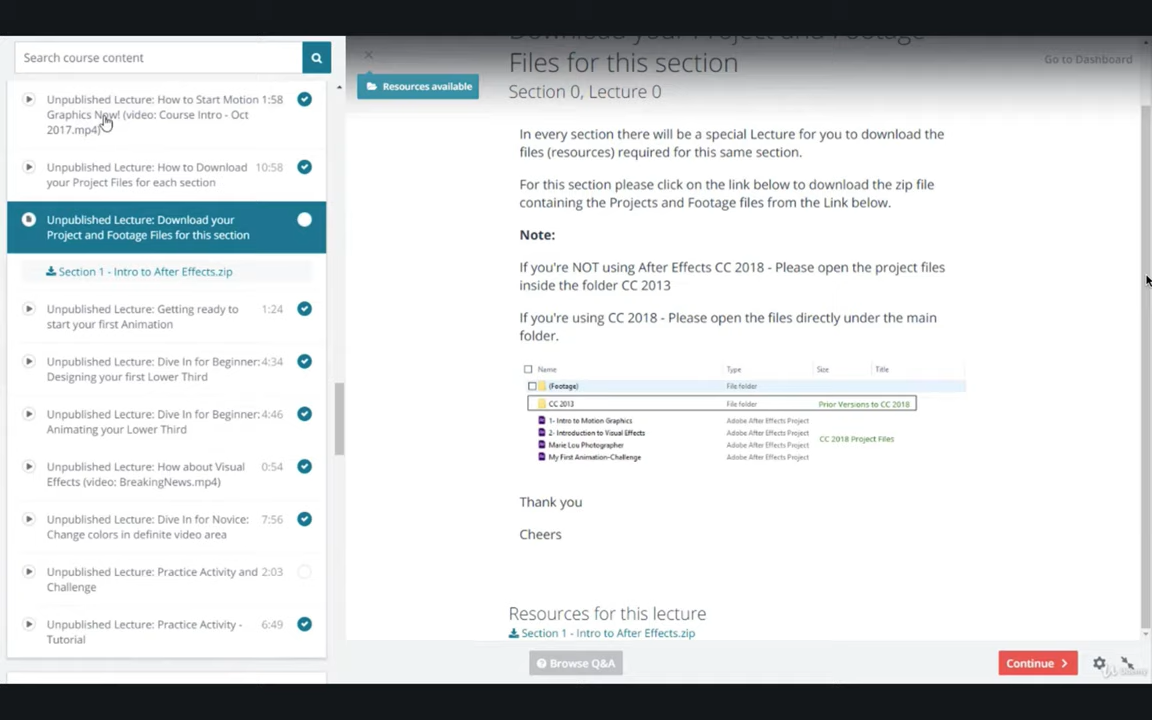 Search course content
Unpublished Lecture: How to Start Motion 1:58
Graphics Now! (video: Course Intro - Oct
2017.mp4)
Unpublished Lecture: How to Download 10:58
your Project Files for each section
Unpublished Lecture: Download your
Project and Footage Files for this section
Section 1 - Intro to After Effects.zip
Unpublished Lecture: Getting ready to 1:24
start your first Animation
Unpublished Lecture: Dive In for Beginner: 4:34
Designing your first Lower Third
Unpublished Lecture: Dive In for Beginner: 4:46
Animating your Lower Third
Unpublished Lecture: How about Visual 0:54
Effects (video: BreakingNews.mp4)
Unpublished Lecture: Dive In for Novice: 7:56
Change colors in definite video area
Unpublished Lecture: Practice Activity and 2:03
Challenge
Unpublished Lecture: Practice Activity - 6:49
Tutorial
Resources available
Go to Dashboard
Download your Project and Footage
Files for this section
Section 0, Lecture 0
In every section there will be a special Lecture for you to download the
files (resources) required for this same section.
For this section please click on the link below to download the zip file
containing the Projects and Footage files from the Link below.
Note:
If you're NOT using After Effects CC 2018 - Please open the project files
inside the folder CC 2013
If you're using CC 2018 - Please open the files directly under the main
folder.
Name Type Size Title
(Footage) File folder
CC 2013 File folder Prior Versions to CC 2018
1- Intro to Motion Graphics Adobe After Effects Project
2- Introduction to Visual Effects Adobe After Effects Project
CC 2018 Project Files
Marie Lou Photographer Adobe After Effects Project
My First Animation-Challenge Adobe After Effects Project
Thank you
Cheers
Resources for this lecture
Section 1 - Intro to After Effects.zip
Browse Q&A
Continue
Udemy